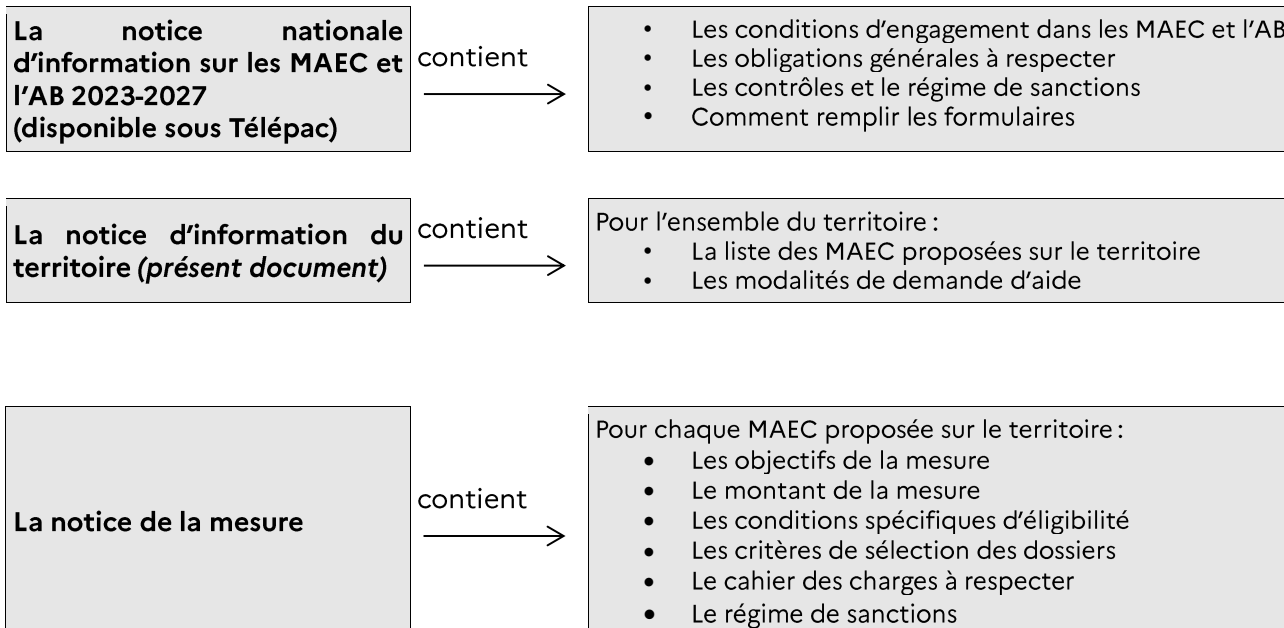 La notice nationale
d'information sur les MAEC et
l'AB 2023-2027
(disponible sous Télépac)
contient
• Les conditions d'engagement dans les MAEC et l'AB
• Les obligations générales à respecter
• Les contrôles et le régime de sanctions
• Comment remplir les formulaires
La notice d'information du
territoire (présent document)
contient
Pour l'ensemble du territoire :
• La liste des MAEC proposées sur le territoire
• Les modalités de demande d'aide
La notice de la mesure
contient
Pour chaque MAEC proposée sur le territoire :
• Les objectifs de la mesure
• Le montant de la mesure
• Les conditions spécifiques d'éligibilité
• Les critères de sélection des dossiers
• Le cahier des charges à respecter
• Le régime de sanctions